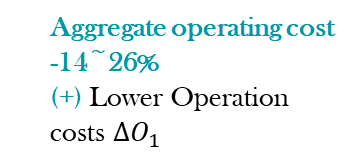 Aggregate operating cost
-14~26%
(+) Lower Operation
costs Δ𝑂₁